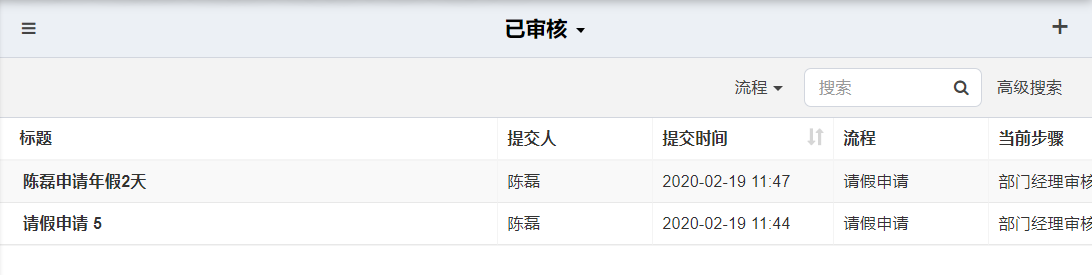 已审核
流程 搜索 高级搜索
标题 提交人 提交时间 流程 当前步骤
陈磊申请年假2天 陈磊 2020-02-19 11:47 请假申请 部门经理审核
请假申请 5 陈磊 2020-02-19 11:44 请假申请 部门经理审核